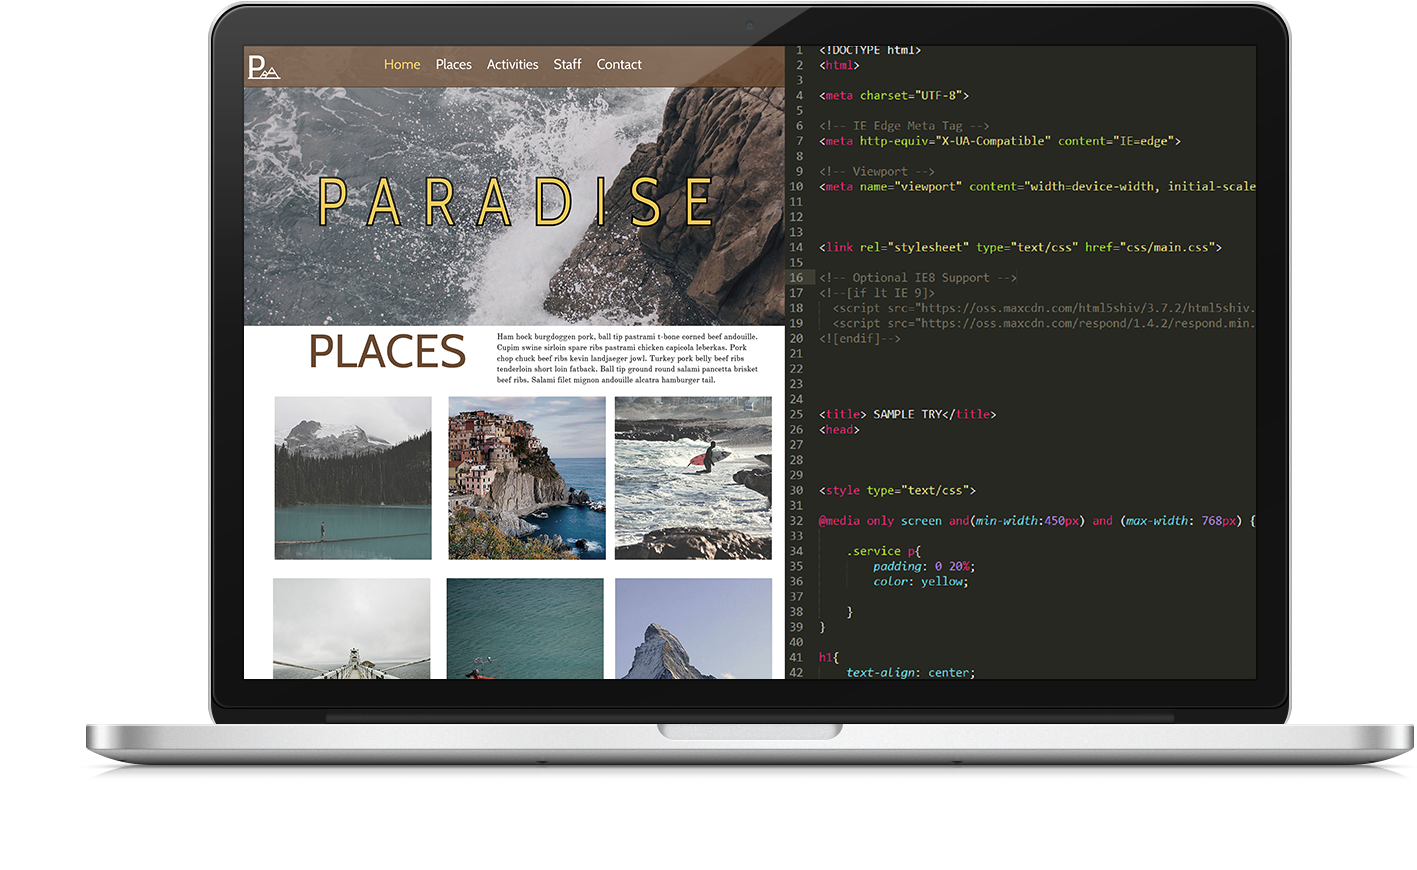 P
Home Places Activities Staff Contact
PARADISE
PLACES
Ham hock burgdoggen pork, ball tip pastrami t-bone corned beef andouille.
Cupim swine sirloin spare ribs pastrami chicken capicola leberkas. Pork
chop chuck beef ribs kevin landjaeger jowl. Turkey pork belly beef ribs
tenderloin short loin fatback. Ball tip ground round salami pancetta brisket
beef ribs. Salami filet mignon andouille alcatra hamburger tail.
1 <!DOCTYPE html>
2 <html>
3
4 <meta charset="UTF-8">
5
6 <!-- IE Edge Meta Tag -->
7 <meta http-equiv="X-UA-Compatible" content="IE=edge">
8
9 <!-- Viewport -->
10 <meta name="viewport" content="width=device-width, initial-scale
11
12
13
14 <link rel="stylesheet" type="text/css" href="css/main.css">
15
16 <!-- Optional IE8 Support -->
17 <!--[if lt IE 9]>
18 <script src="https://oss.maxcdn.com/html5shiv/3.7.2/html5shiv.
19 <script src="https://oss.maxcdn.com/respond/1.4.2/respond.min.
20 <![endif]-->
21
22
23
24
25 <title> SAMPLE TRY</title>
26 <head>
27
28
29
30 <style type="text/css">
31
32 @media only screen and(min-width:450px) and (max-width: 768px) {
33
34 .service p{
35 padding: 0 20%;
36 color: yellow;
37
38 }
39 }
40
41 h1{
42 text-align: center;